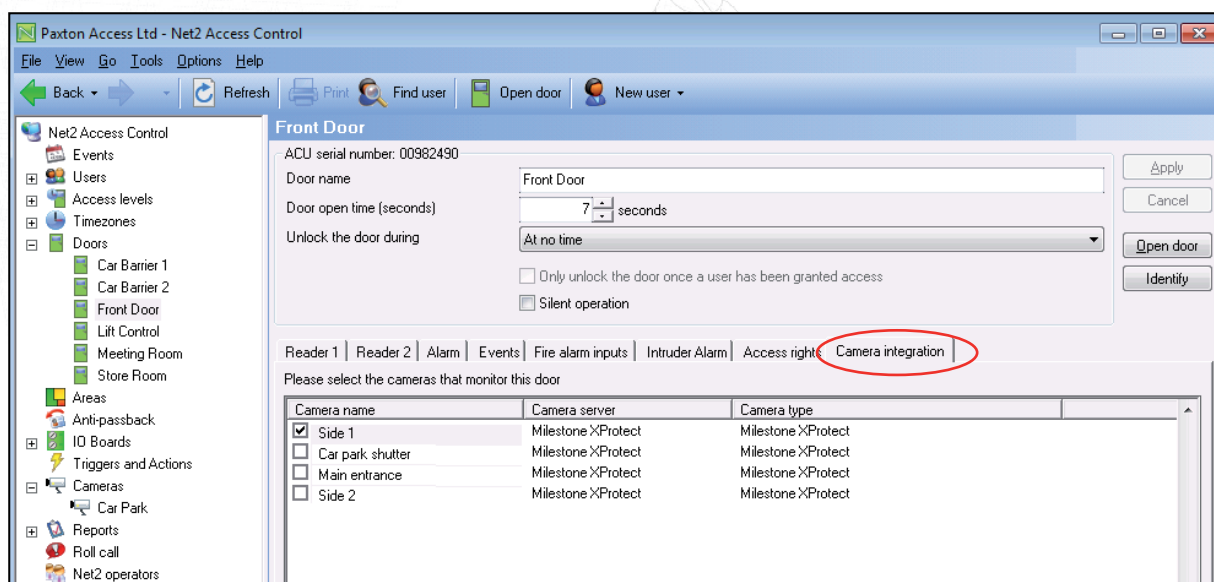 Paxton Access Ltd - Net2 Access Control
File View Go Tools Options Help
Back Refresh Print Find user Open door New user
Net2 Access Control
Events
Users
Access levels
Timezones
Doors
Car Barrier 1
Car Barrier 2
Front Door
Lift Control
Meeting Room
Store Room
Areas
Anti-passback
IO Boards
Triggers and Actions
Cameras
Car Park
Reports
Roll call
Net2 operators
Front Door
ACU serial number: 00982490
Door name Front Door
Door open time (seconds) 7 seconds
Unlock the door during At no time
Only unlock the door once a user has been granted access
Silent operation
Apply
Cancel
Open door
Identify
Reader 1 Reader 2 Alarm Events Fire alarm inputs Intruder Alarm Access rights Camera integration
Please select the cameras that monitor this door
Camera name Camera server Camera type
Side 1 Milestone XProtect Milestone XProtect
Car park shutter Milestone XProtect Milestone XProtect
Main entrance Milestone XProtect Milestone XProtect
Side 2 Milestone XProtect Milestone XProtect